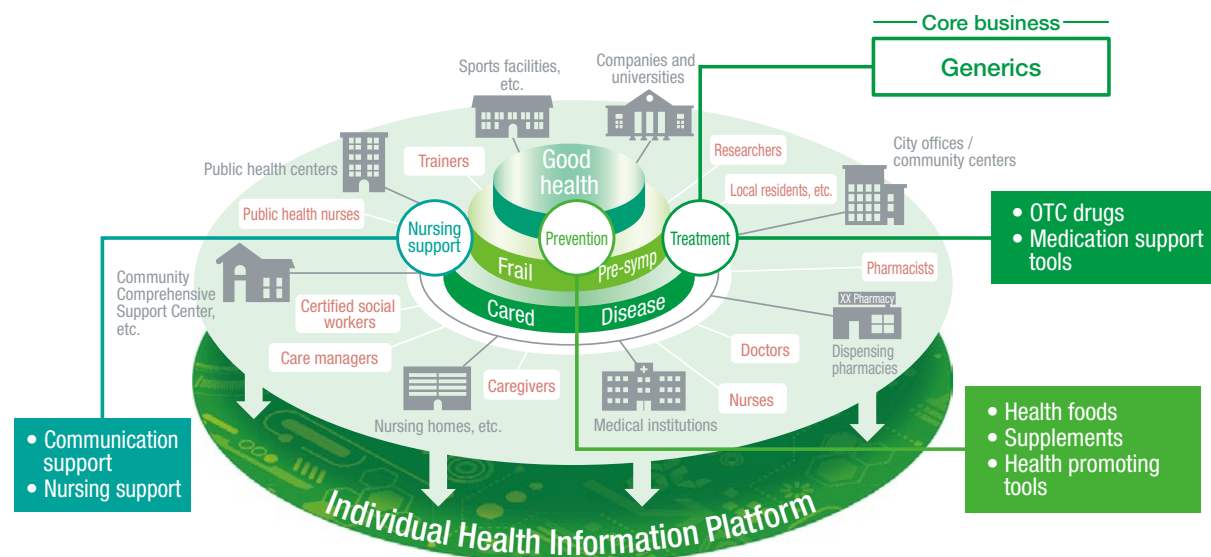 Core business
Generics
Sports facilities,
etc.
Companies and
universities
Public health centers
Trainers
Good
health
Researchers
City offices /
community centers
Local residents, etc.
Public health nurses
Nursing
support
Prevention
Treatment
• OTC drugs
• Medication support
tools
Frail
Pre-symp
Pharmacists
Community
Comprehensive
Support Center,
etc.
Cared
Disease
XX Pharmacy
Certified social
workers
Care managers
Doctors
Dispensing
pharmacies
Caregivers
Nurses
Nursing homes, etc.
Medical institutions
• Communication
support
• Nursing support
• Health foods
• Supplements
• Health promoting
tools
Individual Health Information Platform